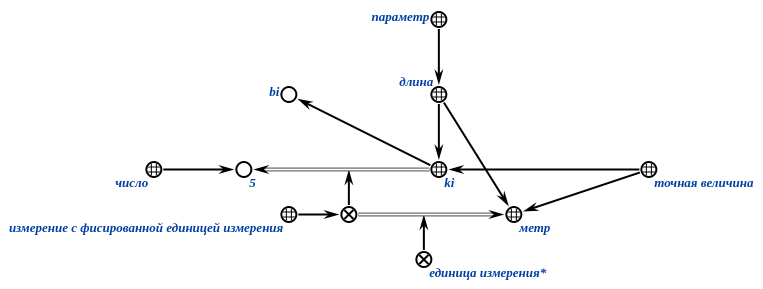 параметр
длина
bi
число
5
ki
точная величина
измерение с фисированной единицей измерения
метр
единица измерения*